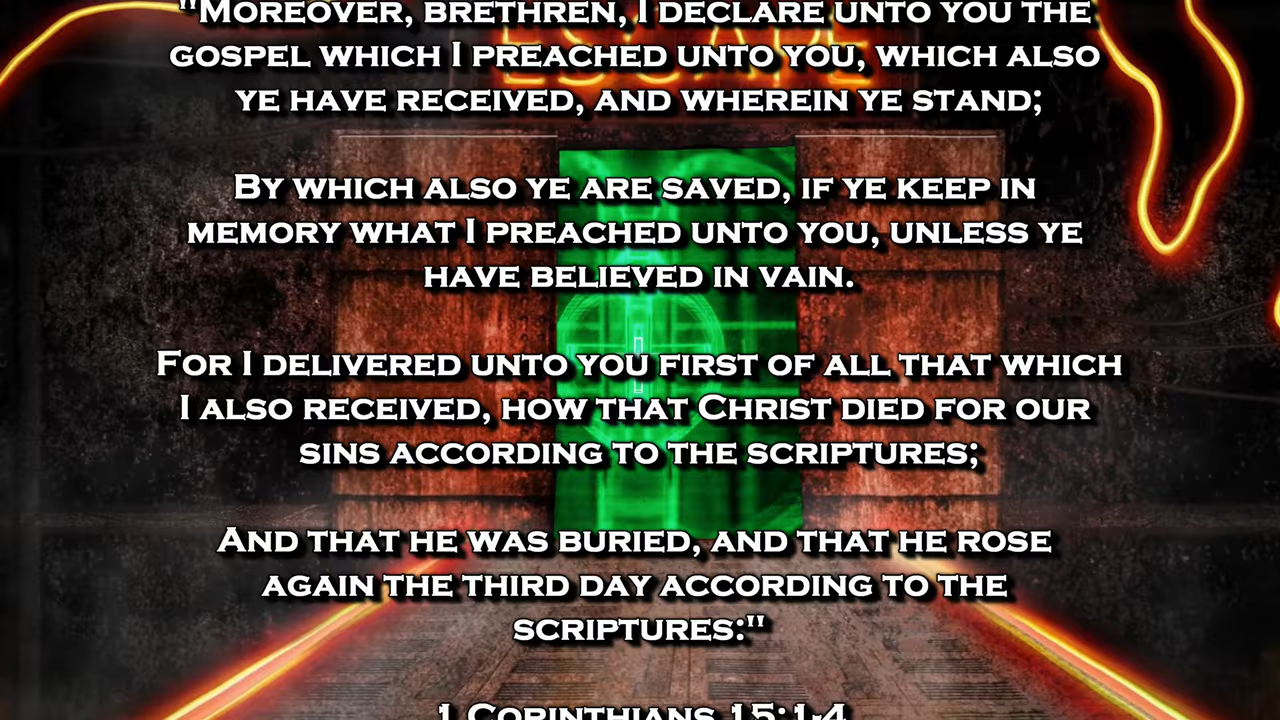 "Moreover, brethren, I declare unto you the
gospel which I preached unto you, which also
ye have received, and wherein ye stand;
By which also ye are saved, if ye keep in
memory what I preached unto you, unless ye
have believed in vain.
For I delivered unto you first of all that which
I also received, how that Christ died for our
sins according to the scriptures;
And that he was buried, and that he rose
again the third day according to the
scriptures:"
1 Corinthians 15:1-4
ESCAPE